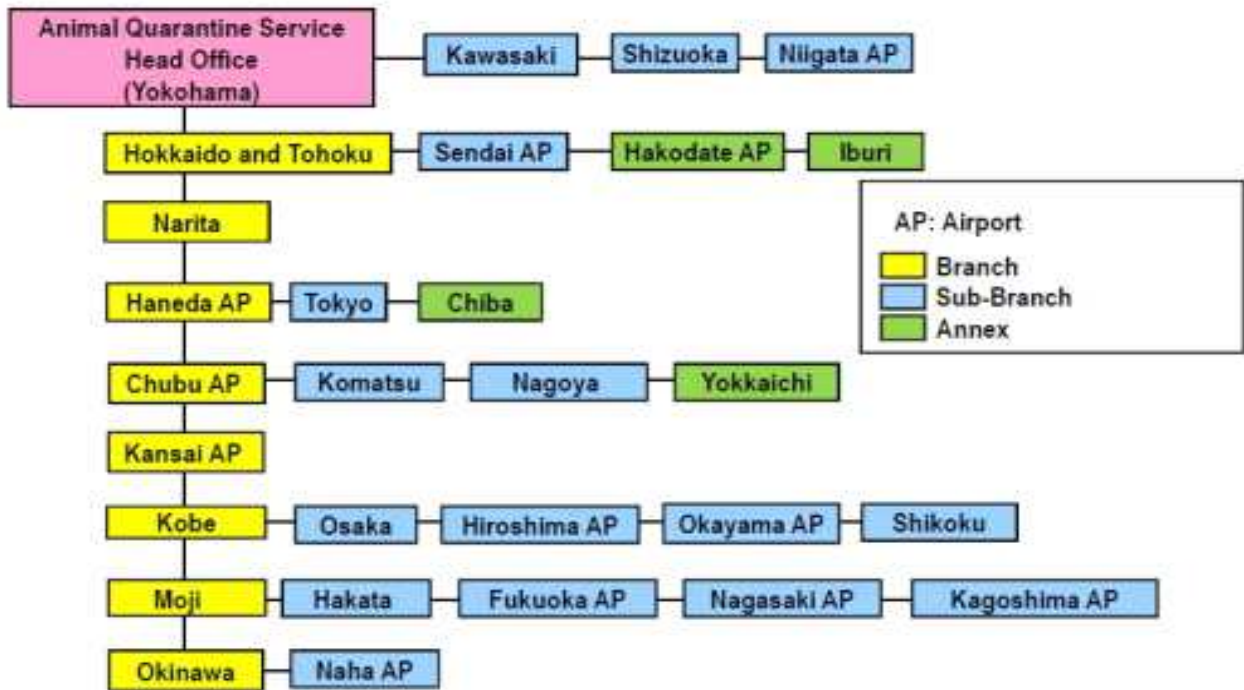 Animal Quarantine Service
Head Office
(Yokohama)
Kawasaki
Shizuoka
Niigata AP
Hokkaido and Tohoku
Sendai AP
Hakodate AP
Iburi
Narita
AP: Airport
Branch
Sub-Branch
Annex
Haneda AP
Tokyo
Chiba
Chubu AP
Komatsu
Nagoya
Yokkaichi
Kansai AP
Kobe
Osaka
Hiroshima AP
Okayama AP
Shikoku
Moji
Hakata
Fukuoka AP
Nagasaki AP
Kagoshima AP
Okinawa
Naha AP